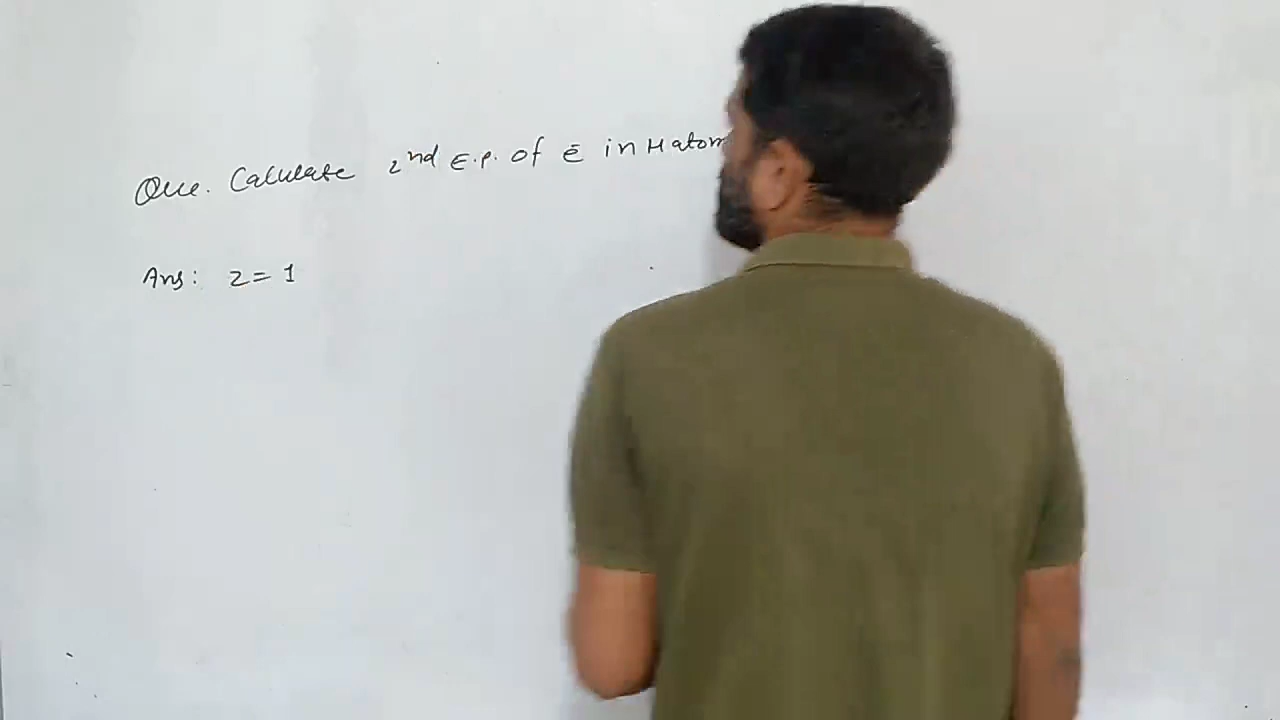 Que. Calculate 2nd E.P. of ē in H atom
Ans: z = 1